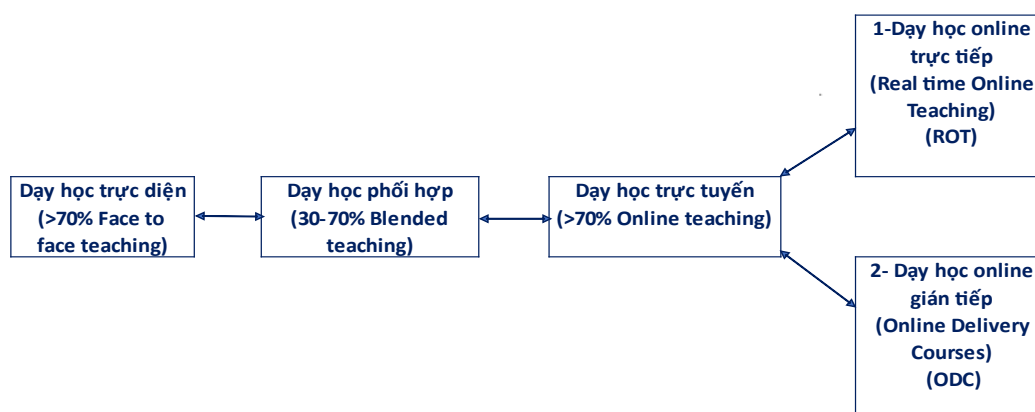 Dạy học trực diện
(>70% Face to
face teaching)
Dạy học phối hợp
(30-70% Blended
teaching)
Dạy học trực tuyến
(>70% Online teaching)
1-Dạy học online
trực tiếp
(Real time Online
Teaching)
(ROT)
2- Dạy học online
gián tiếp
(Online Delivery
Courses)
(ODC)